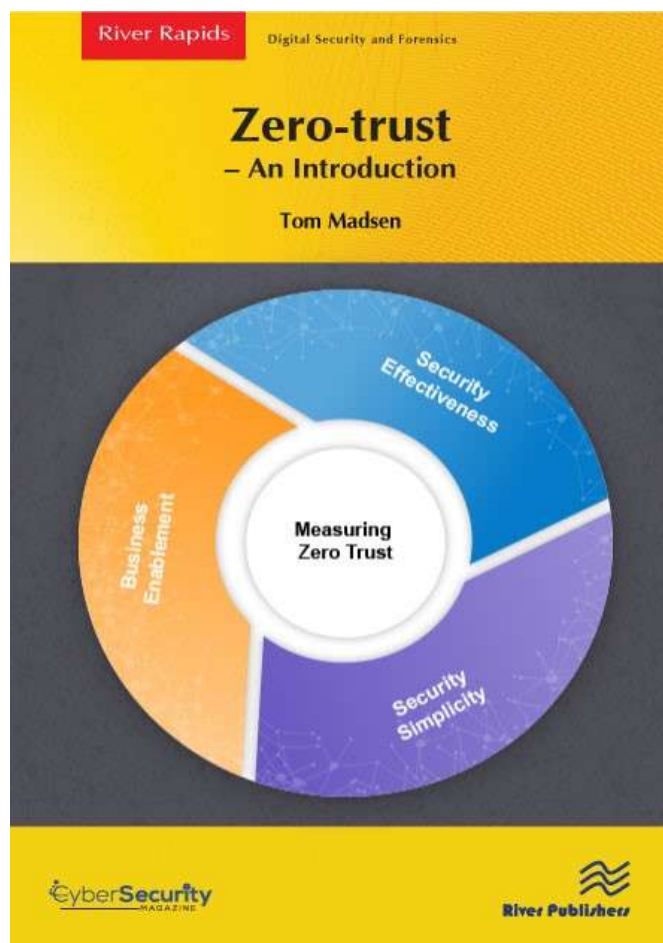 River Rapids
Digital Security and Forensics
Zero-trust
– An Introduction
Tom Madsen
Security
Effectiveness
Business
Enablement
Measuring
Zero Trust
Security
Simplicity
CyberSecurity
MAGAZINE
River Publishers